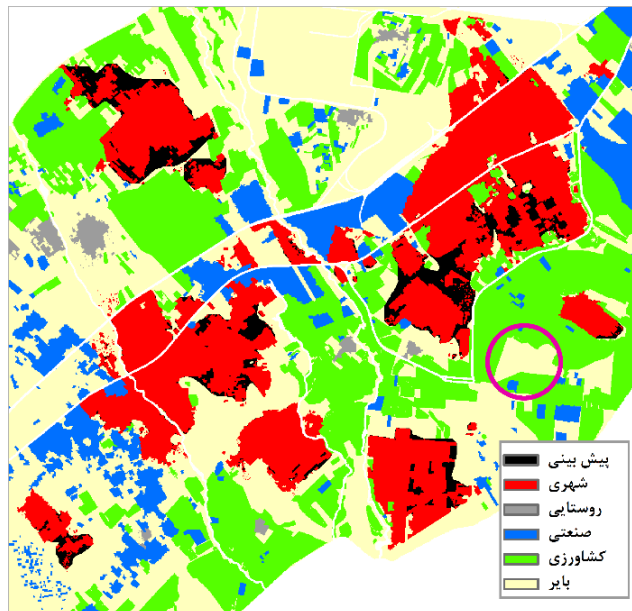 پیش بینی
شهری
روستایی
صنعتی
کشاورزی
بایر